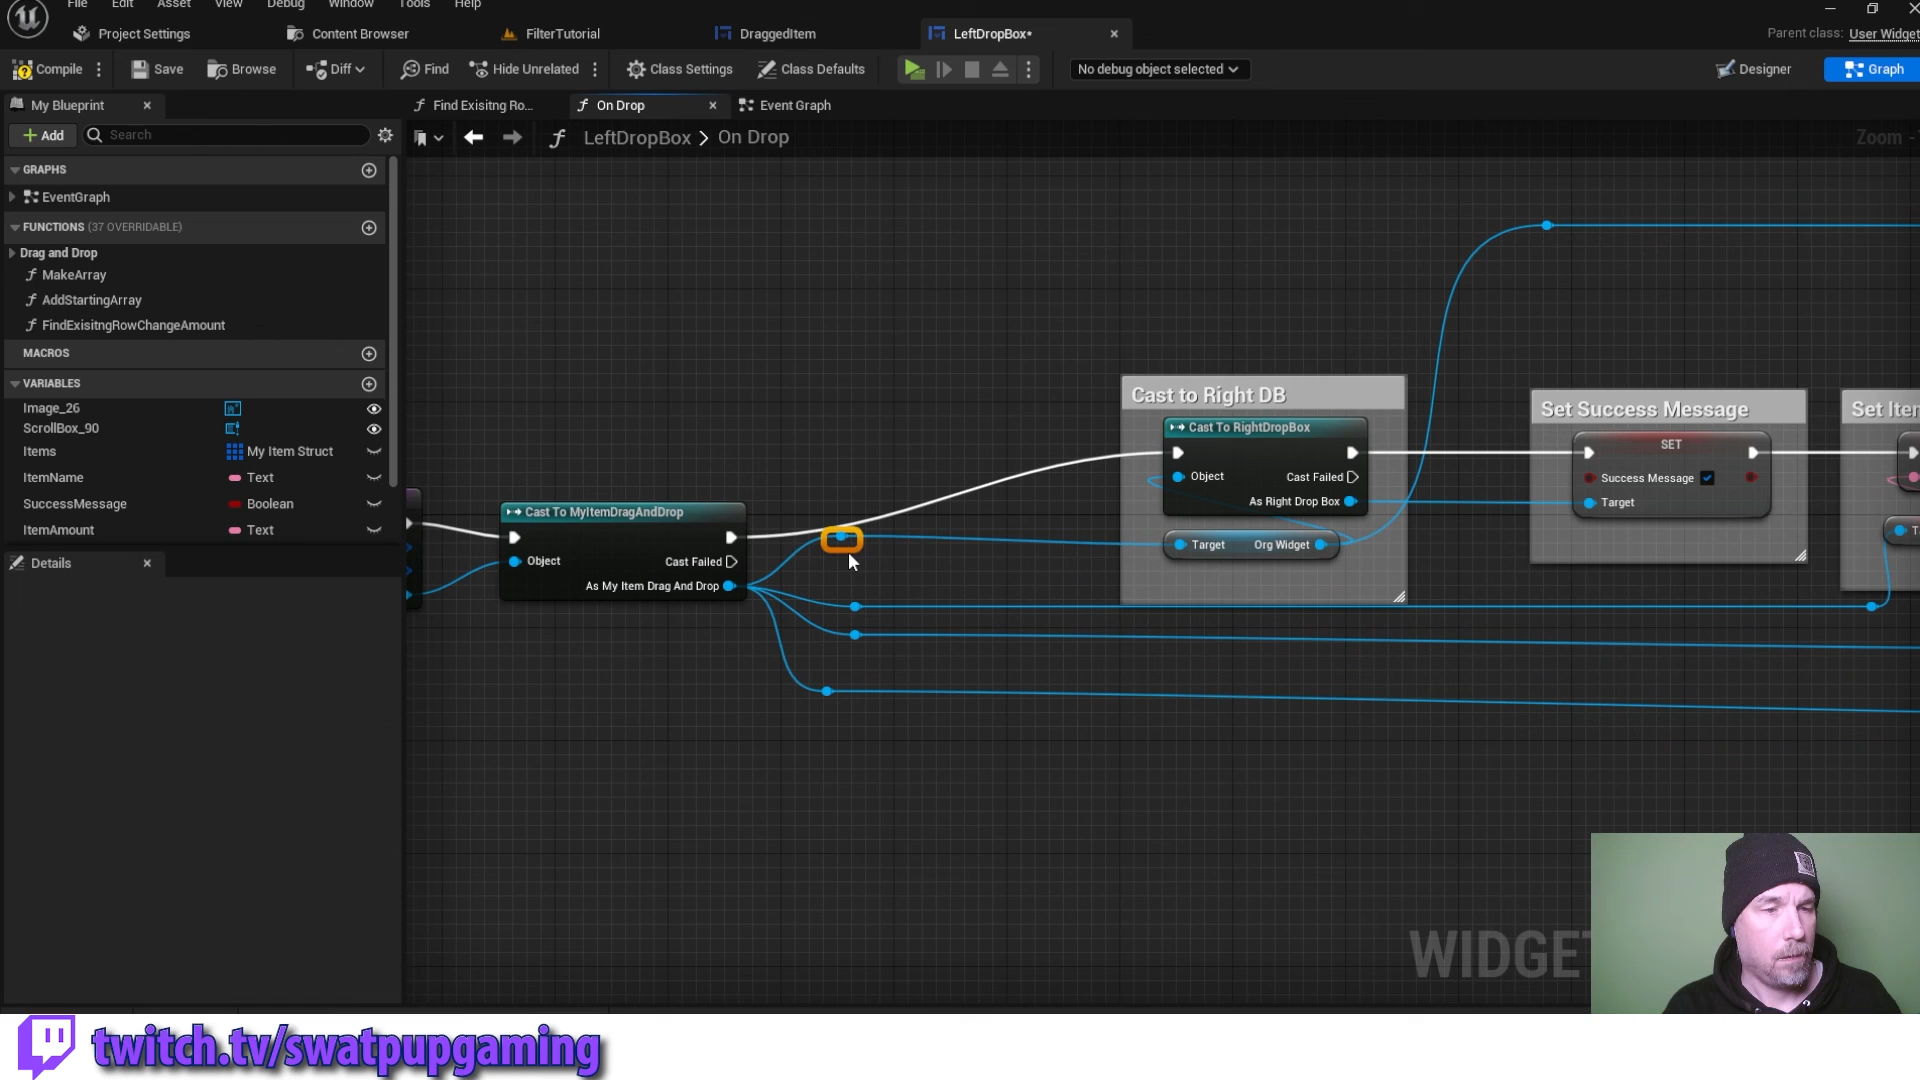 File Edit Asset View Debug Window Tools Help
Project Settings Content Browser FilterTutorial DraggedItem LeftDropBox* Parent class: User Widget
Compile Save Browse Diff Find Hide Unrelated Class Settings Class Defaults No debug object selected Designer Graph
My Blueprint
Find Exisitng Ro... On Drop Event Graph
Add Search
LeftDropBox > On Drop
Zoom -
GRAPHS
EventGraph
FUNCTIONS (37 OVERRIDABLE)
Drag and Drop
MakeArray
AddStartingArray
FindExisitngRowChangeAmount
MACROS
VARIABLES
Image_26
ScrollBox_90
Items My Item Struct
ItemName Text
SuccessMessage Boolean
ItemAmount Text
Details
Cast To MyItemDragAndDrop
Cast Failed
Object
As My Item Drag And Drop
Cast to Right DB
Cast To RightDropBox
Object Cast Failed
As Right Drop Box
Target Org Widget
Set Success Message
SET
Success Message
Target
Set Iter
T
WIDGET
twitch.tv/swatpupgaming